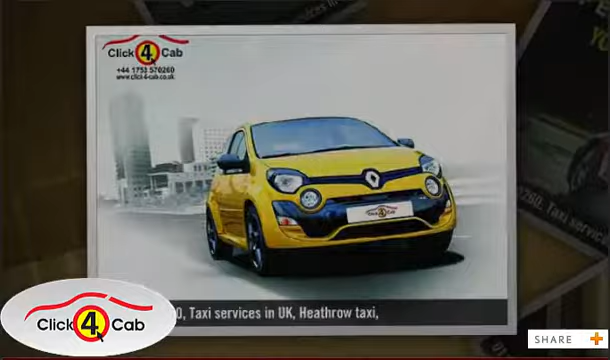 Click 4 Cab
+44 1753 570260
www.click-4-cab.co.uk
Click 4 Cab
0, Taxi services in UK, Heathrow taxi,
Click 4 Cab
SHARE